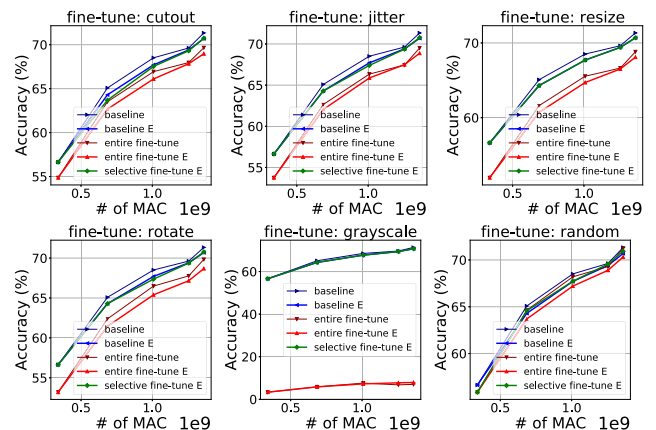 fine-tune: cutout
Accuracy (%)
70
65
60
55
baseline
baseline E
entire fine-tune
entire fine-tune E
selective fine-tune E
0.5
1.0
# of MAC 1e9
fine-tune: jitter
Accuracy (%)
70
65
60
55
baseline
baseline E
entire fine-tune
entire fine-tune E
selective fine-tune E
0.5
1.0
# of MAC 1e9
fine-tune: resize
Accuracy (%)
70
60
baseline
baseline E
entire fine-tune
entire fine-tune E
selective fine-tune E
0.5
1.0
# of MAC 1e9
fine-tune: rotate
Accuracy (%)
70
65
60
55
baseline
baseline E
entire fine-tune
entire fine-tune E
selective fine-tune E
0.5
1.0
# of MAC 1e9
fine-tune: grayscale
Accuracy (%)
60
40
20
0
baseline
baseline E
entire fine-tune E
selective fine-tune E
0.5
1.0
# of MAC 1e9
fine-tune: random
Accuracy (%)
70
65
60
baseline
baseline E
entire fine-tune
entire fine-tune E
selective fine-tune E
0.5
1.0
# of MAC 1e9